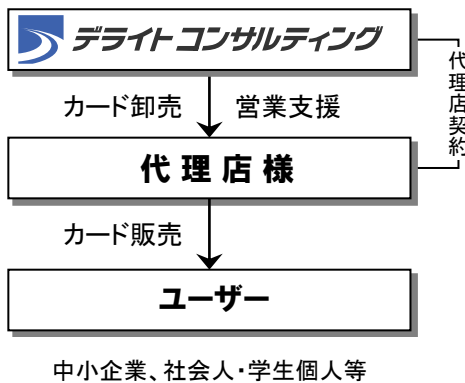 デライトコンサルティング
カード卸売
営業支援
代理店契約
代理店様
カード販売
ユーザー
中小企業、社会人・学生個人等